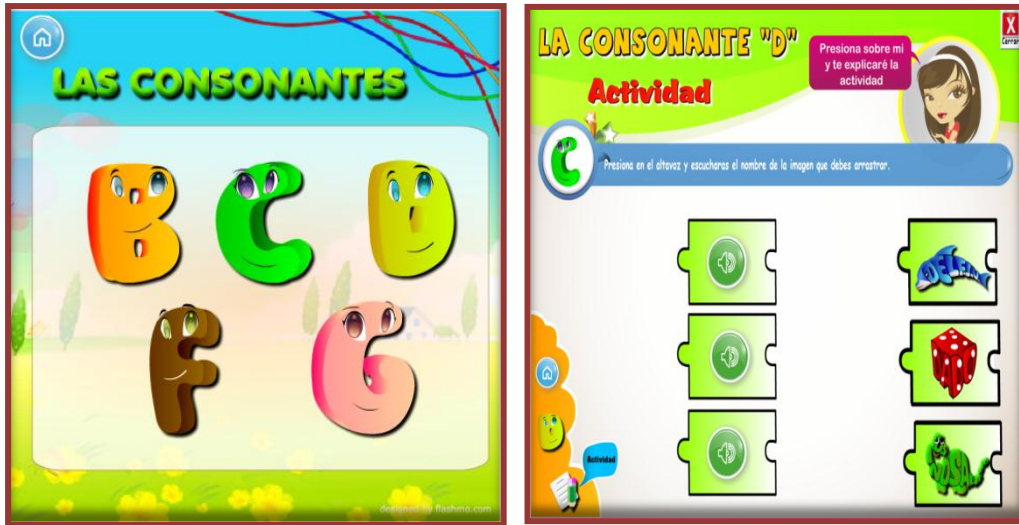 LAS CONSONANTES
B C D
F G
designed by flashmo.com
LA CONSONANTE "D"
Actividad
Presiona sobre mi
y te explicaré la
actividad
X
Cerrar
C
Presiona en el altavoz y escucharas el nombre de la imagen que debes arrastrar.
DELFIN
DADO
Actividad